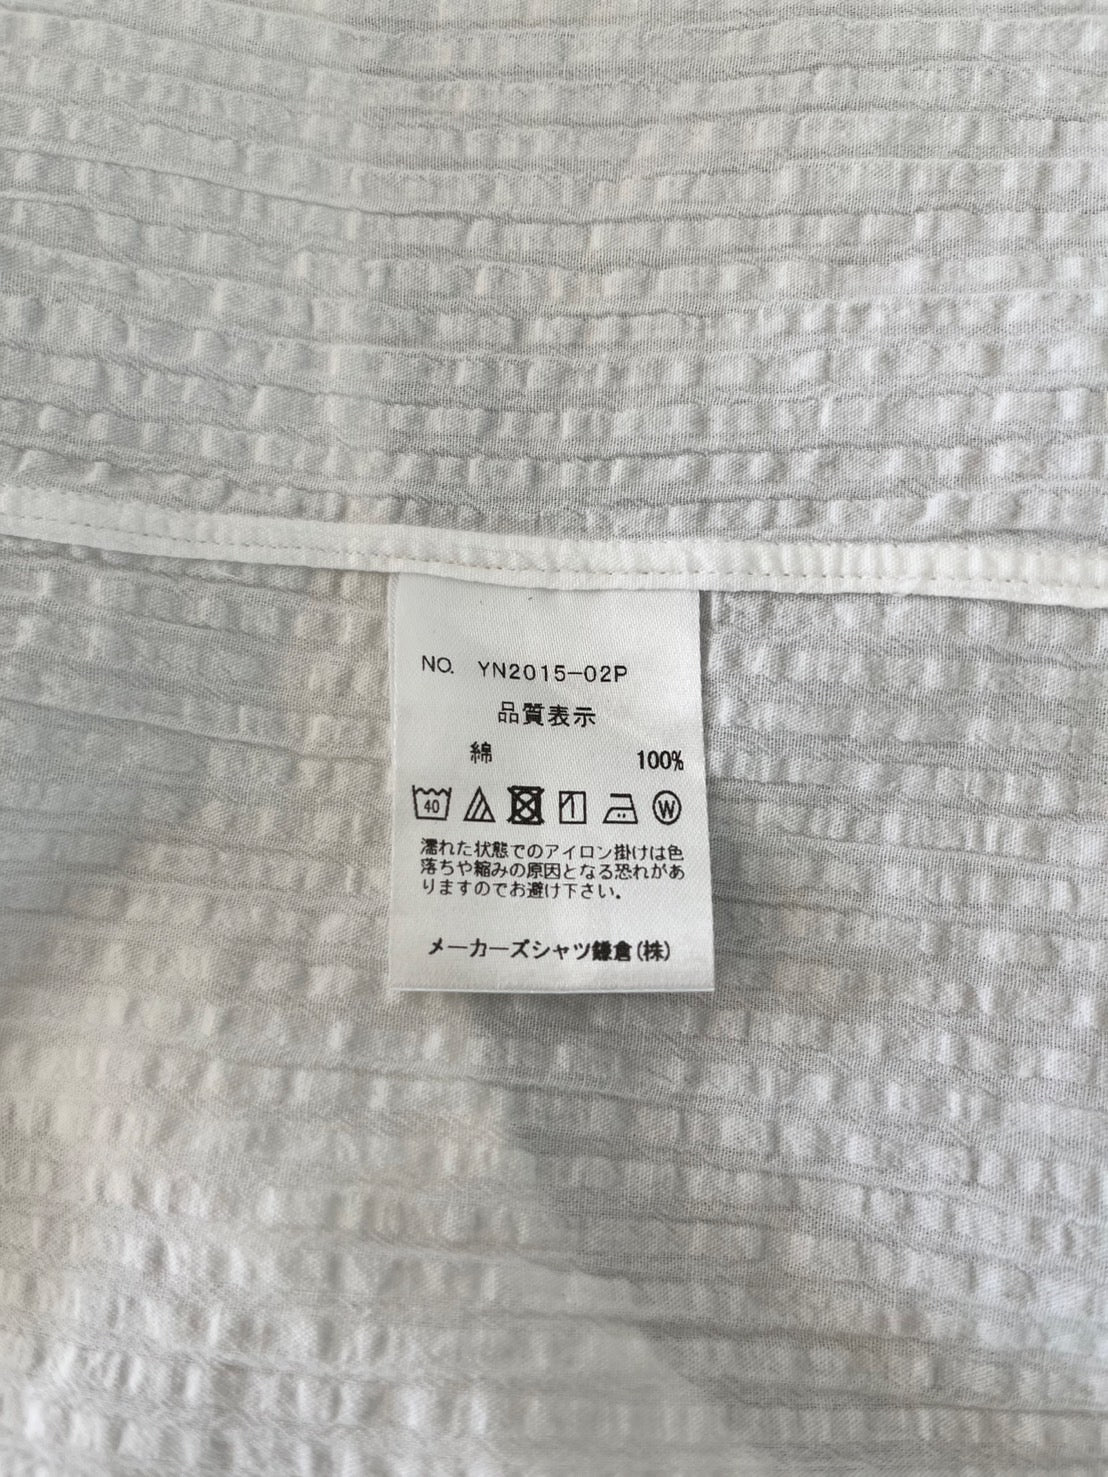 NO. YN2015-02P
品質表示
綿 100%
40 W
濡れた状態でのアイロン掛けは色
落ちや縮みの原因となる恐れがあ
りますのでお避け下さい。
メーカーズシャツ鎌倉(株)